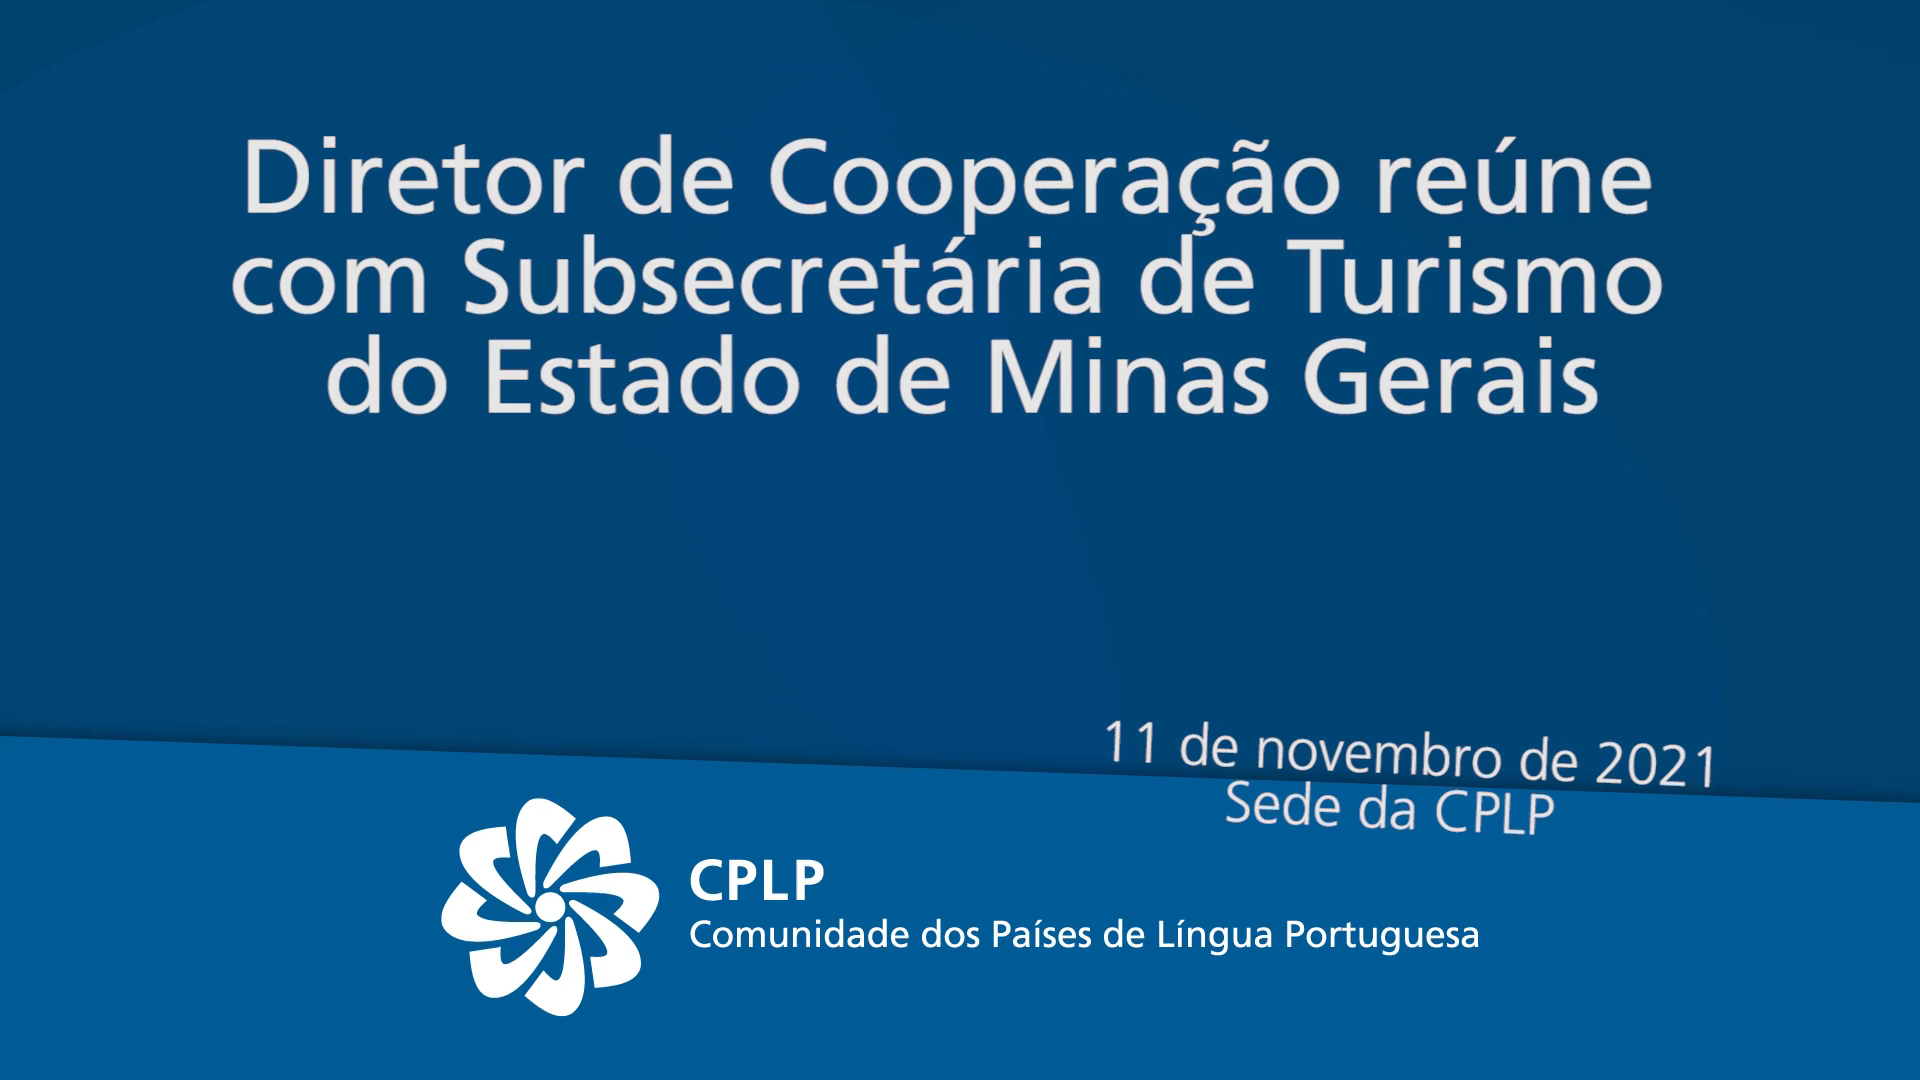 Diretor de Cooperação reúne
com Subsecretária de Turismo
do Estado de Minas Gerais
11 de novembro de 2021
Sede da CPLP
CPLP
Comunidade dos Países de Língua Portuguesa